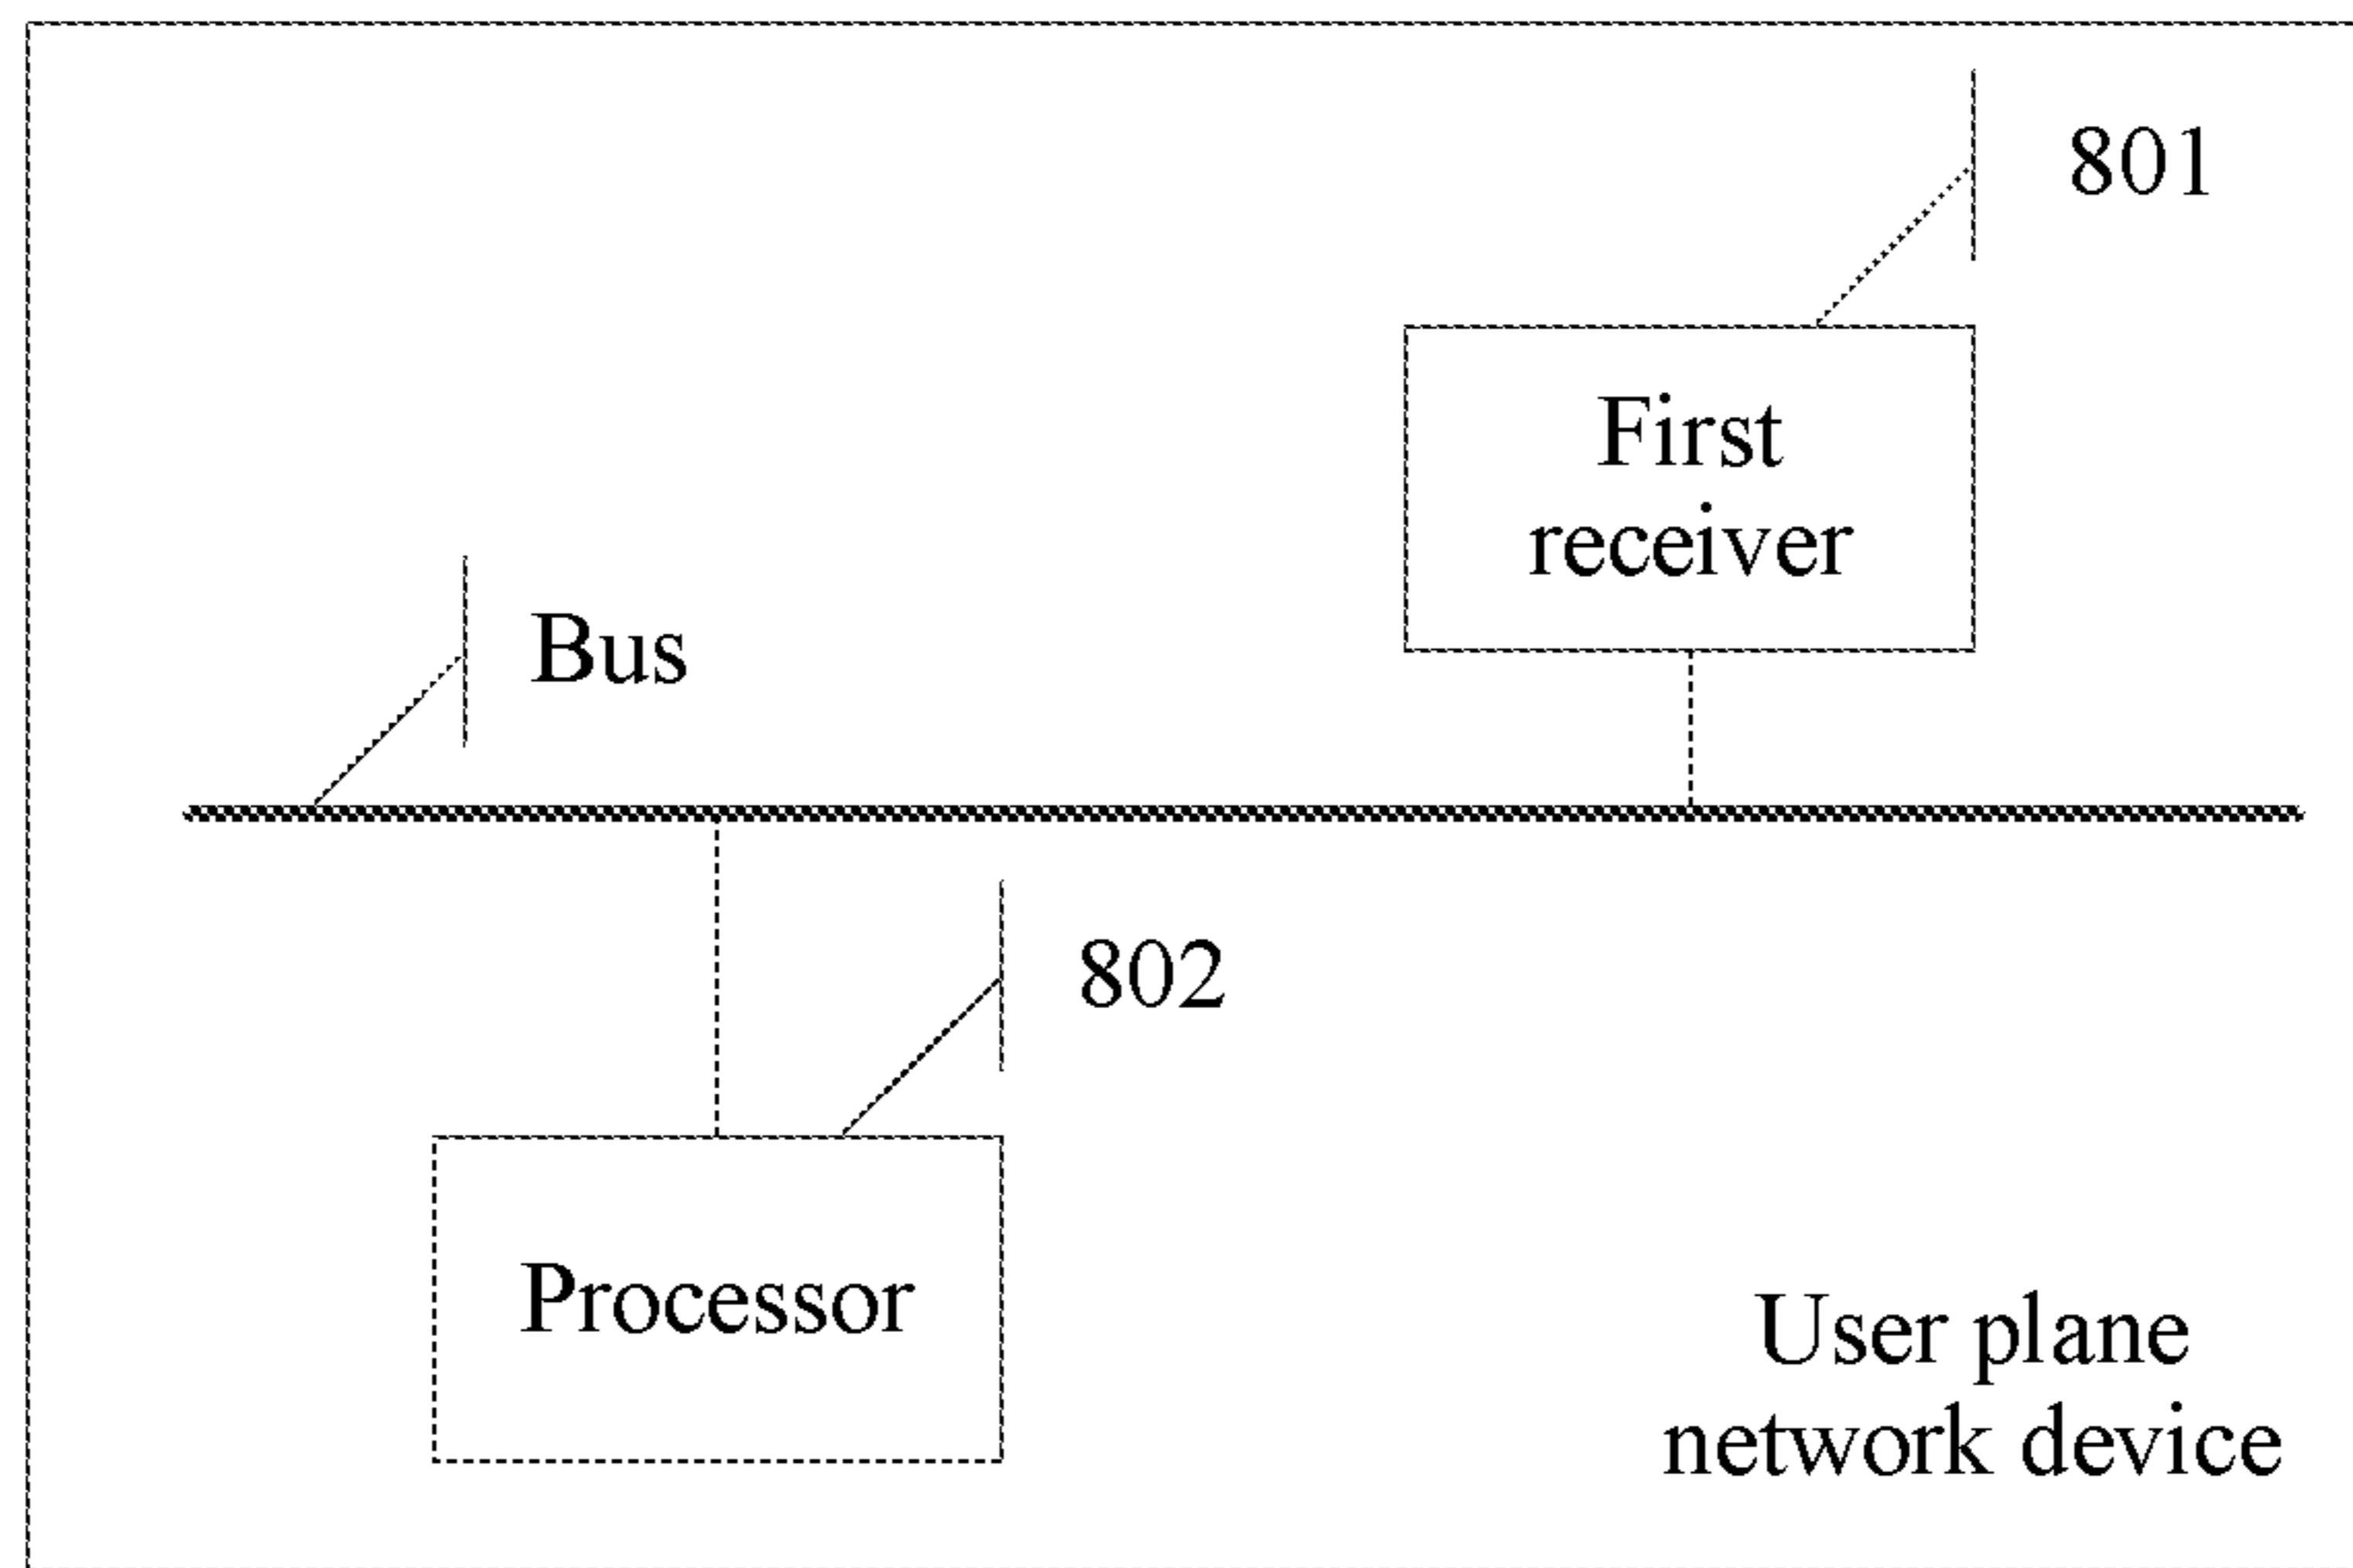 801
First
receiver
Bus
802
Processor
User plane
network device